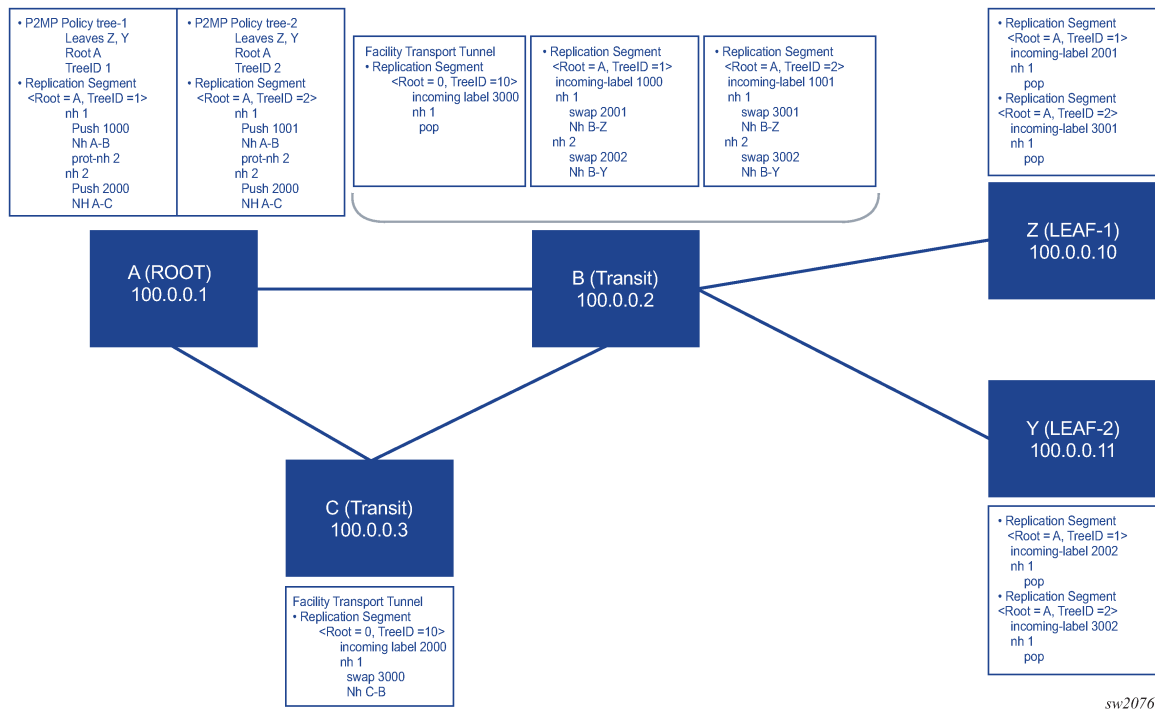 • P2MP Policy tree-1
Leaves Z, Y
Root A
TreeID 1
• Replication Segment
<Root = A, TreeID =1>
nh 1
Push 1000
Nh A-B
prot-nh 2
nh 2
Push 2000
NH A-C
• P2MP Policy tree-2
Leaves Z, Y
Root A
TreeID 2
• Replication Segment
<Root = A, TreeID =2>
nh 1
Push 1001
Nh A-B
prot-nh 2
nh 2
Push 2000
NH A-C
Facility Transport Tunnel
• Replication Segment
<Root = 0, TreeID =10>
incoming label 3000
nh 1
pop
• Replication Segment
<Root = A, TreeID =1>
incoming-label 1000
nh 1
swap 2001
Nh B-Z
nh 2
swap 2002
Nh B-Y
• Replication Segment
<Root = A, TreeID =2>
incoming-label 1001
nh 1
swap 3001
Nh B-Z
nh 2
swap 3002
Nh B-Y
• Replication Segment
<Root = A, TreeID =1>
incoming-label 2001
nh 1
pop
• Replication Segment
<Root = A, TreeID =2>
incoming-label 3001
nh 1
pop
A (ROOT)
100.0.0.1
B (Transit)
100.0.0.2
Z (LEAF-1)
100.0.0.10
Y (LEAF-2)
100.0.0.11
C (Transit)
100.0.0.3
Facility Transport Tunnel
• Replication Segment
<Root = 0, TreeID =10>
incoming label 2000
nh 1
swap 3000
Nh C-B
• Replication Segment
<Root = A, TreeID =1>
incoming-label 2002
nh 1
pop
• Replication Segment
<Root = A, TreeID =2>
incoming-label 3002
nh 1
pop
sw2076